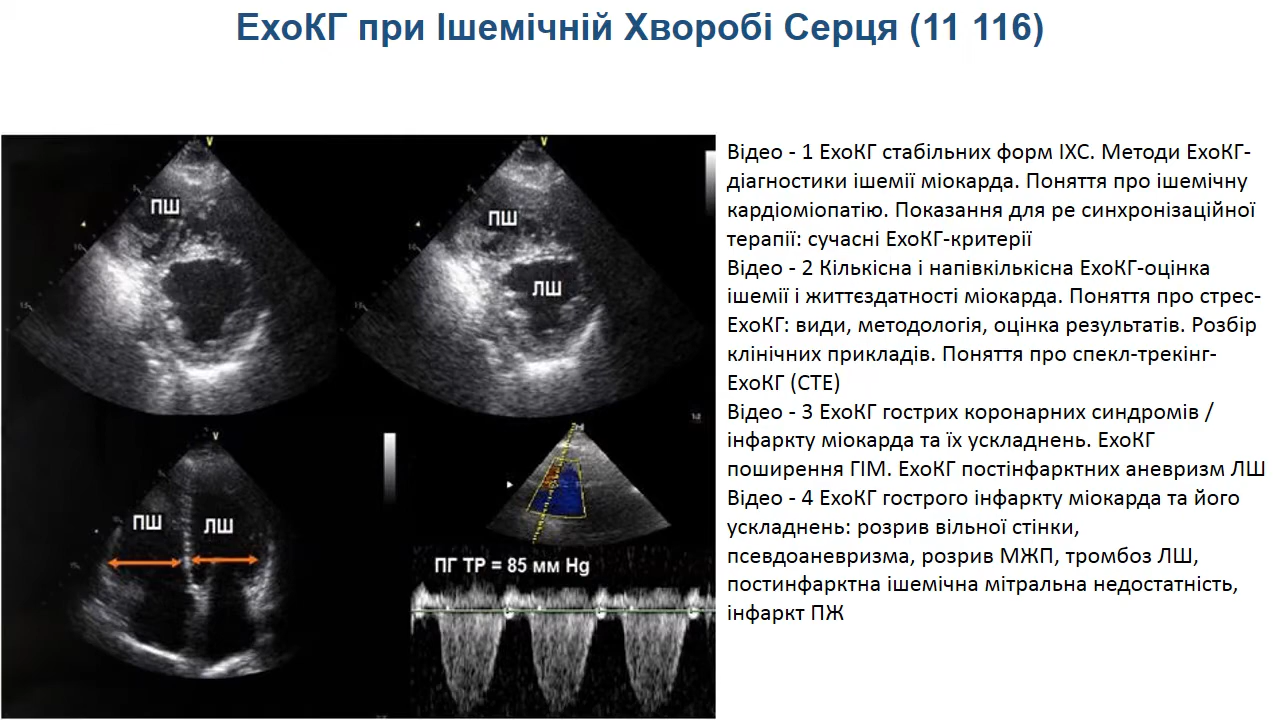 ЕхоКГ при Ішемічній Хворобі Серця (11 116)
V
ПШ
V
ПШ
ЛШ
V
ПШ
ЛШ
ПГ ТР = 85 мм Hg
Відео - 1 ЕхоКГ стабільних форм ІХС. Методи ЕхоКГ-
діагностики ішемії міокарда. Поняття про ішемічну
кардіоміопатію. Показання для ре синхронізаційної
терапії: сучасні ЕхоКГ-критерії
Відео - 2 Кількісна і напівкількісна ЕхоКГ-оцінка
ішемії і життєздатності міокарда. Поняття про стрес-
ЕхоКГ: види, методологія, оцінка результатів. Розбір
клінічних прикладів. Поняття про спекл-трекінг-
ЕхоКГ (СТЕ)
Відео - 3 ЕхоКГ гострих коронарних синдромів /
інфаркту міокарда та їх ускладнень. ЕхоКГ
поширення ГІМ. ЕхоКГ постінфарктних аневризм ЛШ
Відео - 4 ЕхоКГ гострого інфаркту міокарда та його
ускладнень: розрив вільної стінки,
псевдоаневризма, розрив МЖП, тромбоз ЛШ,
постинфарктна ішемічна мітральна недостатність,
інфаркт ПЖ